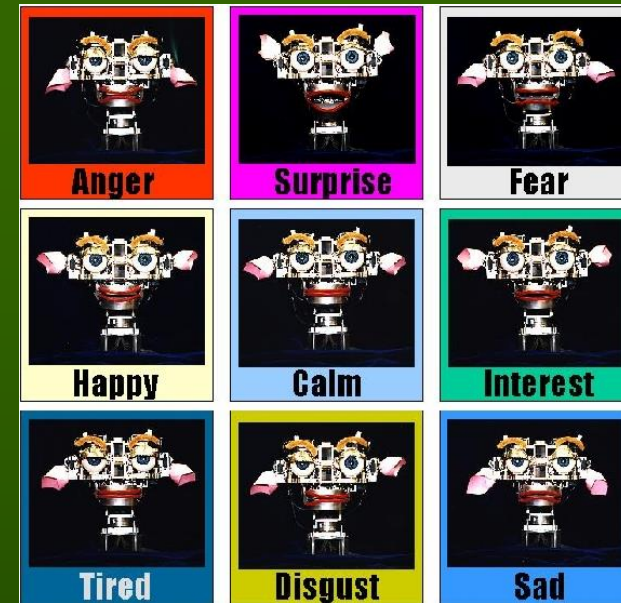 Anger
Surprise
Fear
Happy
Calm
Interest
Tired
Disgust
Sad